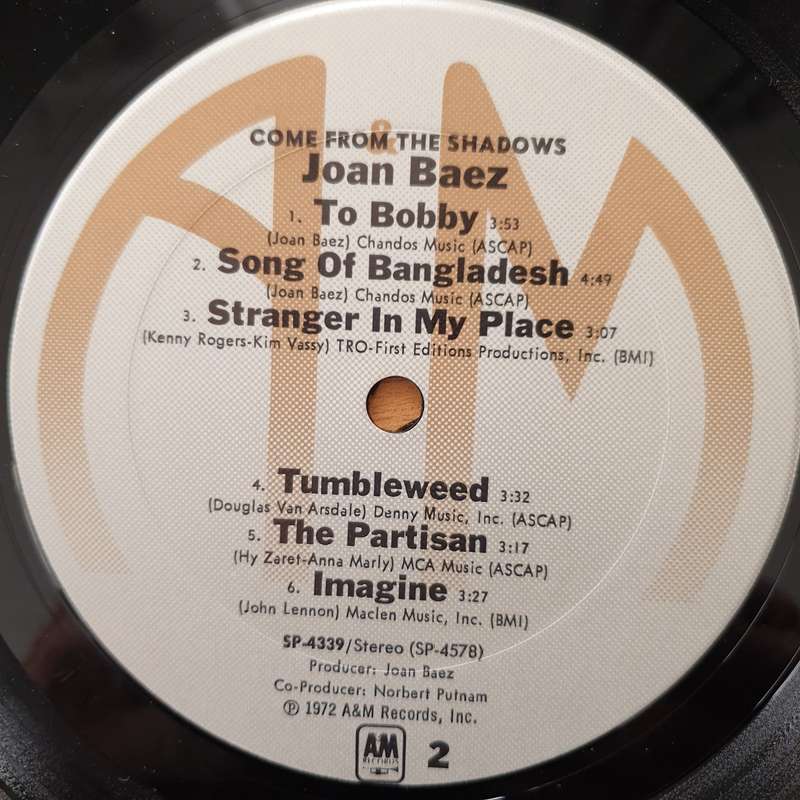 A&M
COME FROM THE SHADOWS
Joan Baez
1. To Bobby 3:53
(Joan Baez) Chandos Music (ASCAP)
2. Song Of Bangladesh 4:49
(Joan Baez) Chandos Music (ASCAP)
3. Stranger In My Place 3:07
(Kenny Rogers-Kim Vassy) TRO-First Editions Productions, Inc. (BMI)
4. Tumbleweed 3:32
(Douglas Van Arsdale) Denny Music, Inc. (ASCAP)
5. The Partisan 3:17
(Hy Zaret-Anna Marly) MCA Music (ASCAP)
6. Imagine 3:27
(John Lennon) Maclen Music, Inc. (BMI)
SP-4339/Stereo (SP-4578)
Producer: Joan Baez
Co-Producer: Norbert Putnam
℗ 1972 A&M Records, Inc.
AM RECORDS 2